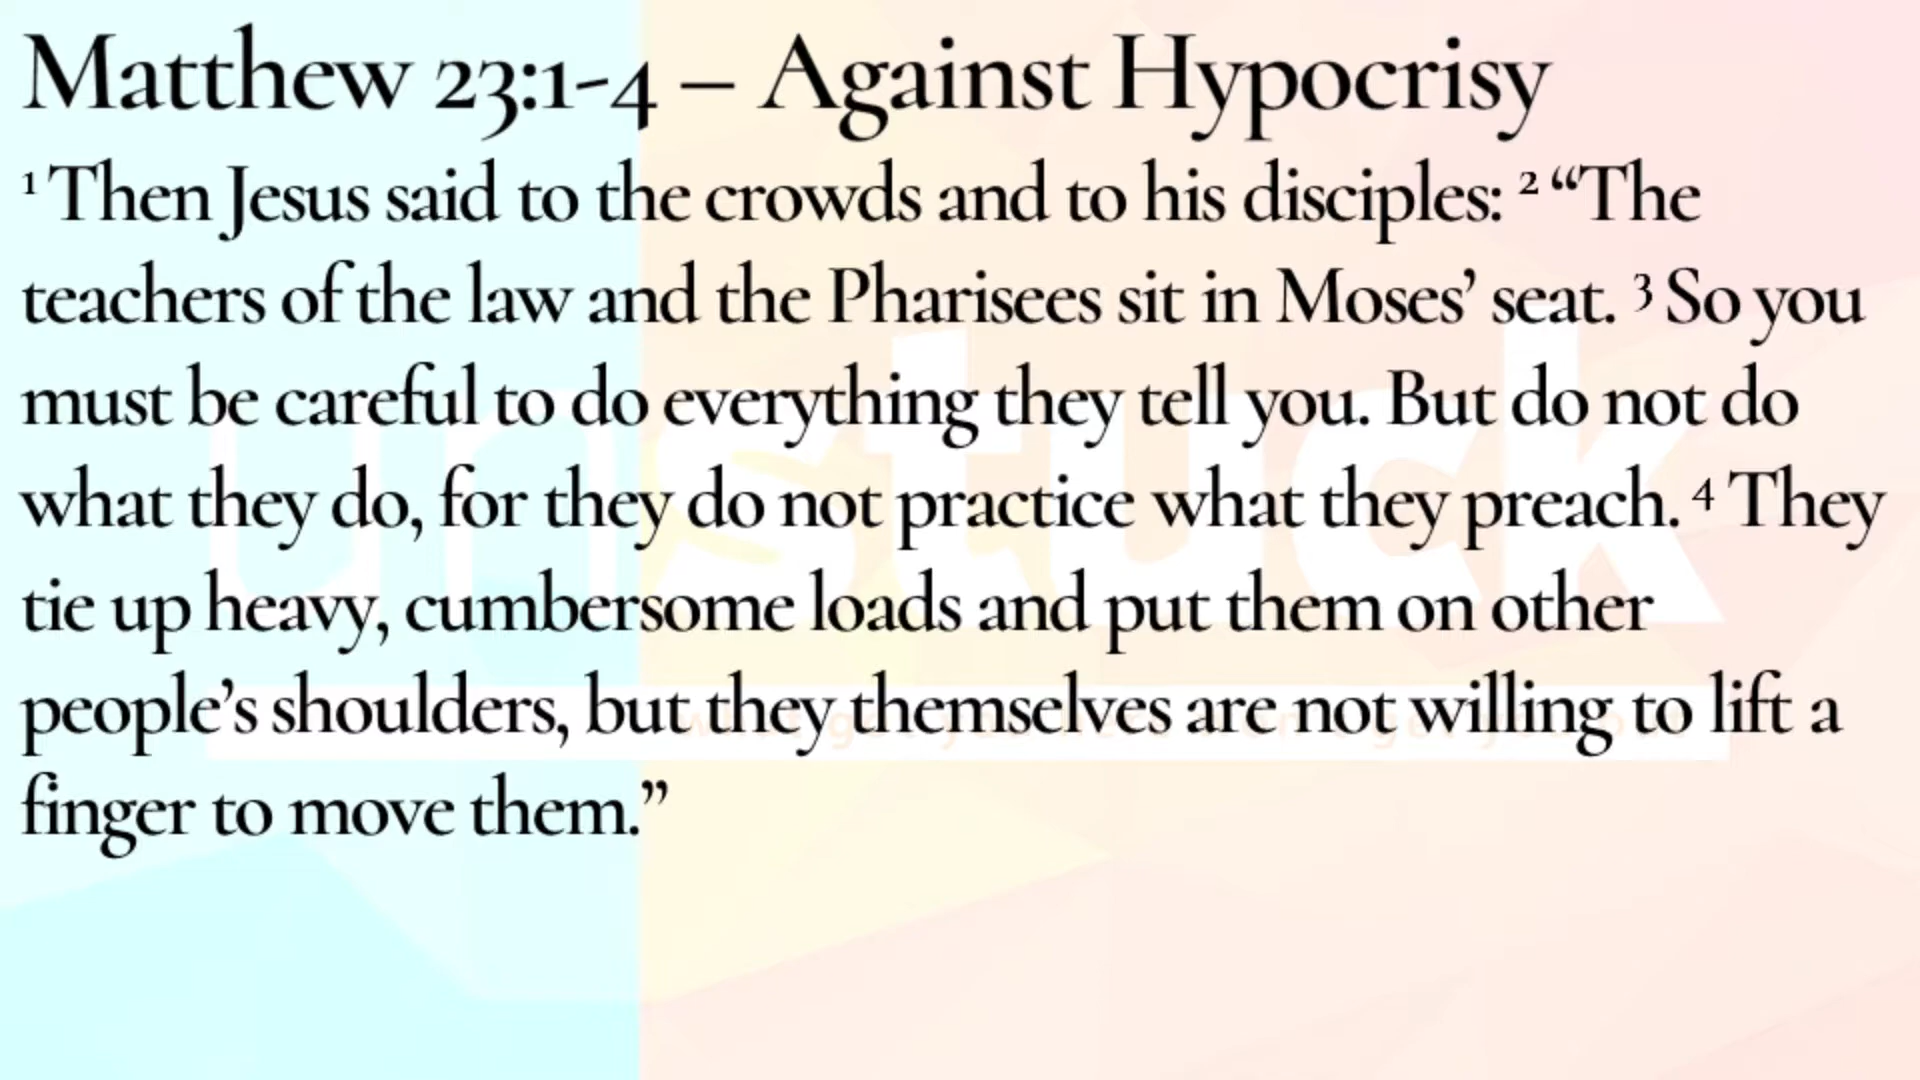 Matthew 23:1-4 – Against Hypocrisy
1 Then Jesus said to the crowds and to his disciples: 2 “The
teachers of the law and the Pharisees sit in Moses’ seat. 3 So you
must be careful to do everything they tell you. But do not do
what they do, for they do not practice what they preach. 4 They
tie up heavy, cumbersome loads and put them on other
people’s shoulders, but they themselves are not willing to lift a
finger to move them.”
unstuck